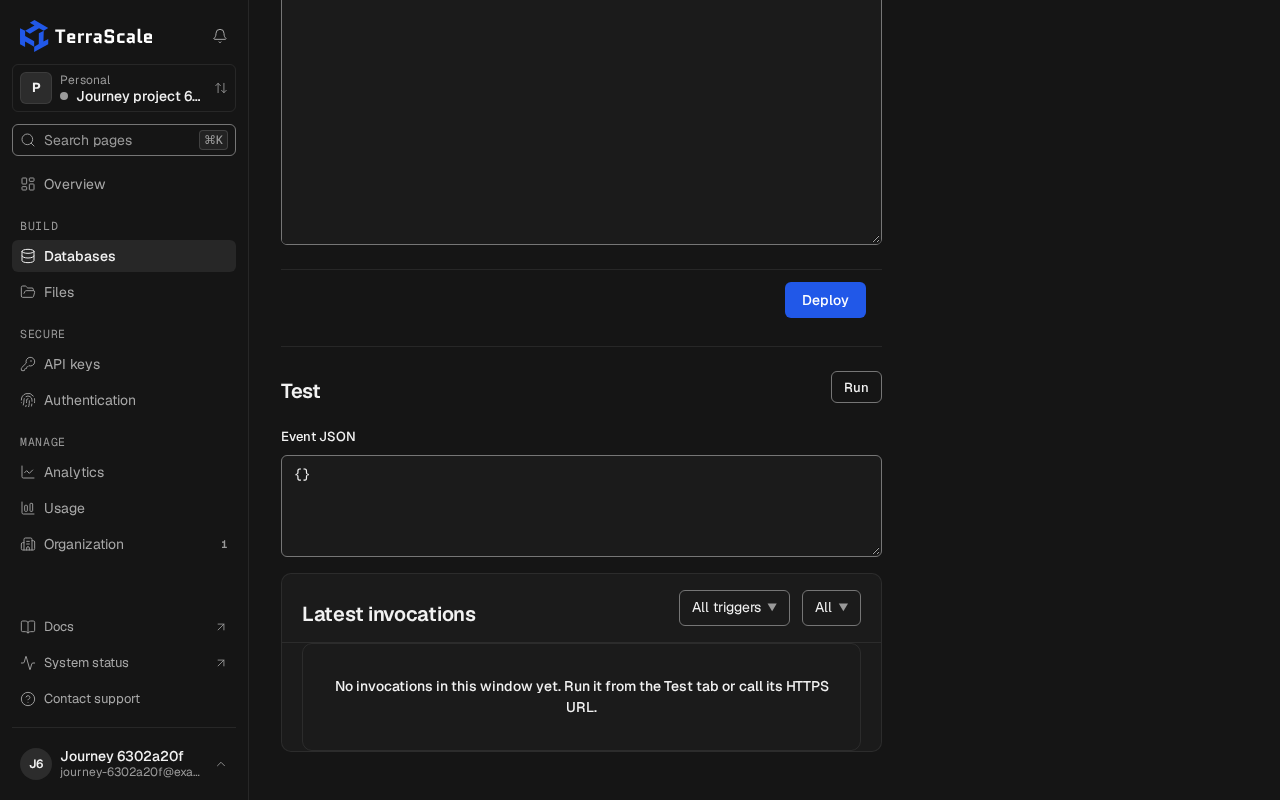 TerraScale
P
Personal
Journey project 6...
Search pages
⌘K
Overview
BUILD
Databases
Files
SECURE
API keys
Authentication
MANAGE
Analytics
Usage
Organization
1
Docs
System status
Contact support
J6
Journey 6302a20f
journey-6302a20f@exa...
Deploy
Test
Run
Event JSON
{}
Latest invocations
All triggers
All
No invocations in this window yet. Run it from the Test tab or call its HTTPS
URL.